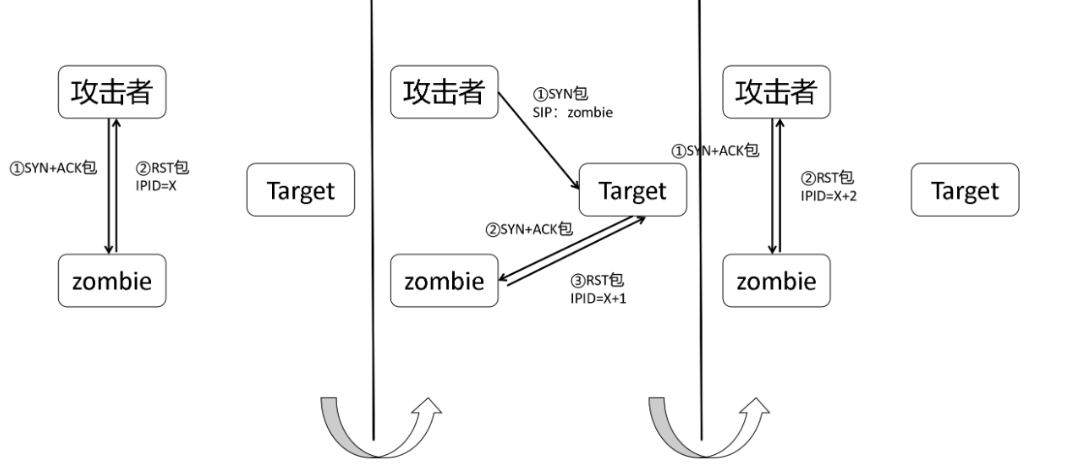 攻击者
①SYN+ACK包
②RST包
IPID=X
Target
zombie
攻击者
①SYN包
SIP：zombie
Target
②SYN+ACK包
zombie
③RST包
IPID=X+1
攻击者
①SYN+ACK包
②RST包
IPID=X+2
Target
zombie